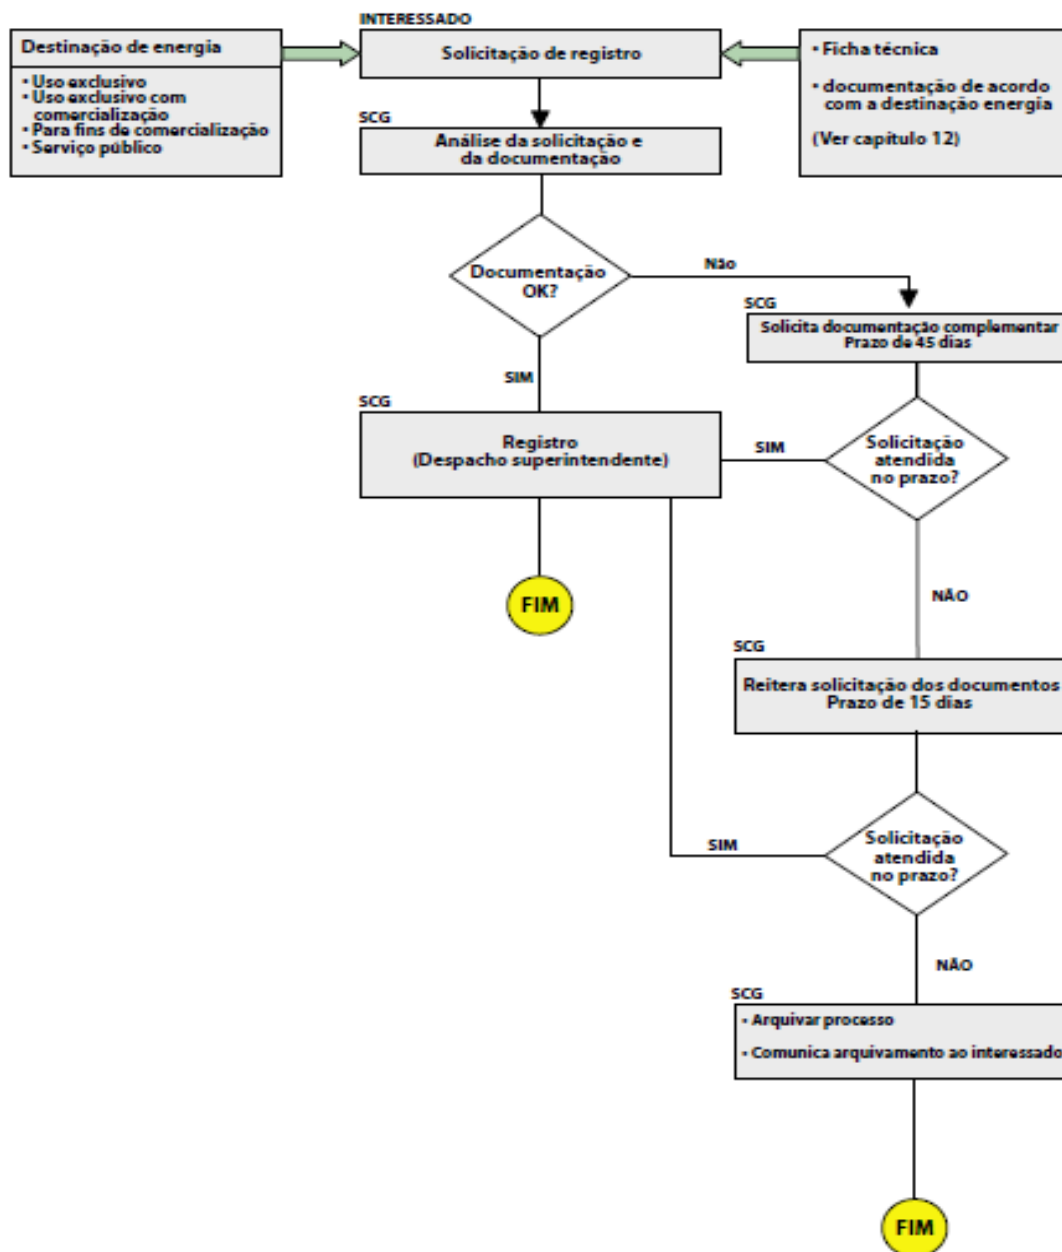 INTERESSADO
Destinação de energia
• Uso exclusivo
• Uso exclusivo com
comercialização
• Para fins de comercialização
• Serviço público
Solicitação de registro
• Ficha técnica
• documentação de acordo
com a destinação energia
(Ver capítulo 12)
SCG
Análise da solicitação e
da documentação
Documentação
OK?
Não
SCG
Solicita documentação complementar
Prazo de 45 dias
SIM
SCG
Registro
(Despacho superintendente)
SIM
Solicitação
atendida
no prazo?
FIM
NÃO
SCG
Reitera solicitação dos documentos
Prazo de 15 dias
SIM
Solicitação
atendida
no prazo?
NÃO
SCG
• Arquivar processo
• Comunica arquivamento ao interessado
FIM